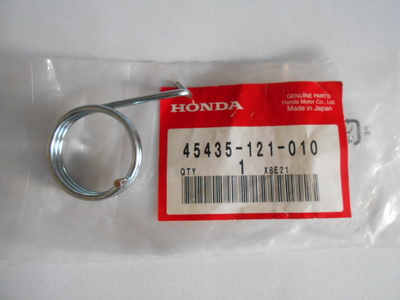 HONDA
GENUINE PARTS
Honda Motor Co., Ltd.
Made in Japan
45435-121-010
QTY 1 X8E21